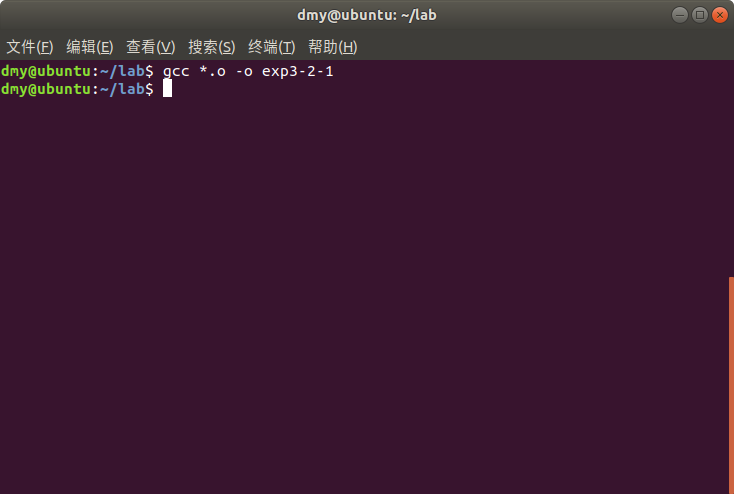 dmy@ubuntu: ~/lab
文件(F) 编辑(E) 查看(V) 搜索(S) 终端(T) 帮助(H)
dmy@ubuntu:~/lab$ gcc *.o -o exp3-2-1
dmy@ubuntu:~/lab$